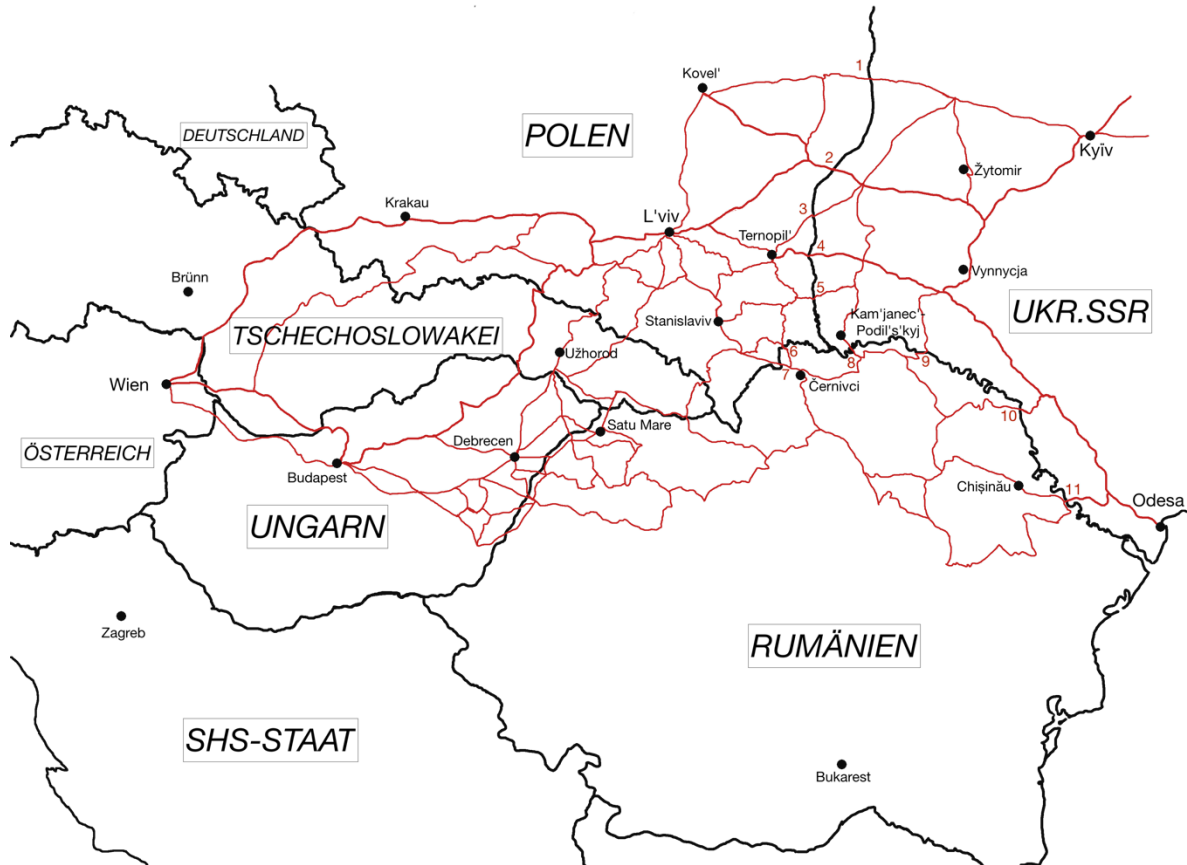 1
Kovel'
DEUTSCHLAND
POLEN
Kyïv
2
Žytomir
Krakau
3
L'viv
Ternopil'
4
Vynnycja
Brünn
5
UKR.SSR
Kam'janec'-
Podil's'kyj
TSCHECHOSLOWAKEI
Stanislaviv
Užhorod
6
7
8
9
Wien
Černivci
10
Satu Mare
ÖSTERREICH
Debrecen
Budapest
Chișinău
11
Odesa
UNGARN
Zagreb
RUMÄNIEN
SHS-STAAT
Bukarest